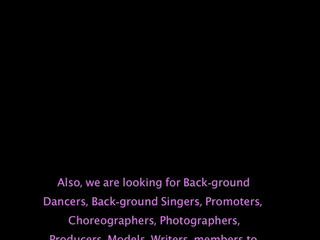 Also, we are looking for Back-ground
Dancers, Back-ground Singers, Promoters,
Choreographers, Photographers,
Producers, Models, Writers, members to